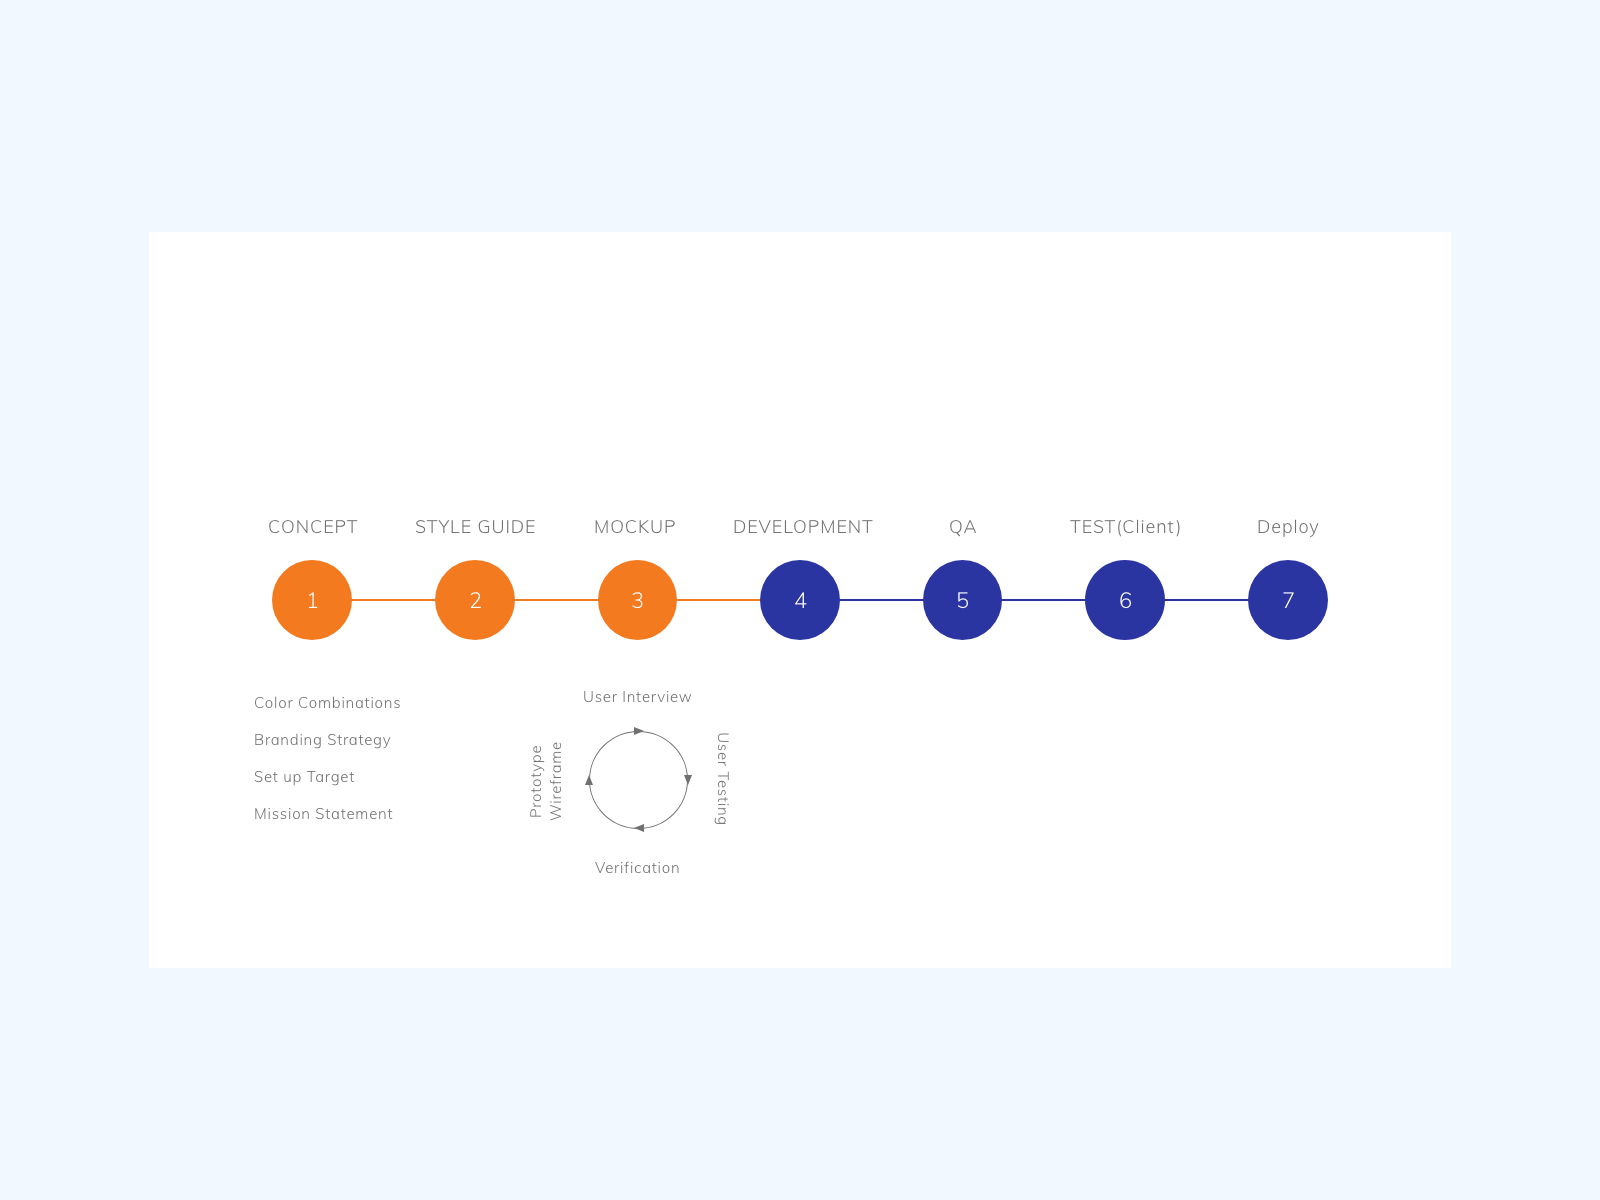 CONCEPT
STYLE GUIDE
MOCKUP
DEVELOPMENT
QA
TEST(Client)
Deploy
1
2
3
4
5
6
7
Color Combinations
Branding Strategy
Set up Target
Mission Statement
User Interview
Prototype
Wireframe
User Testing
Verification